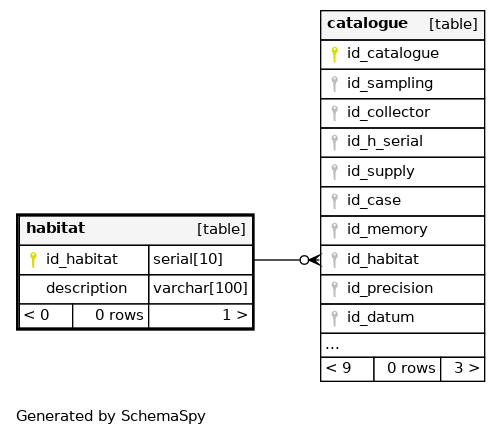 catalogue [table]
id_catalogue
id_sampling
id_collector
id_h_serial
id_supply
id_case
id_memory
id_habitat
id_precision
id_datum
...
< 9 0 rows 3 >
habitat [table]
id_habitat serial[10]
description varchar[100]
< 0 0 rows 1 >
Generated by SchemaSpy